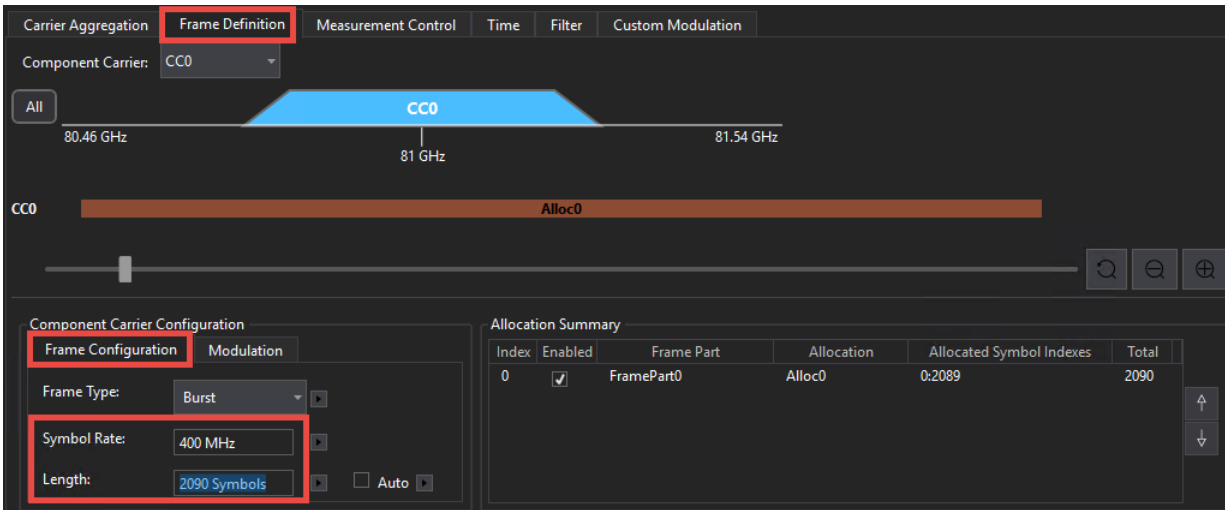 Carrier Aggregation Frame Definition Measurement Control Time Filter Custom Modulation
Component Carrier: CC0
All
CC0
80.46 GHz 81.54 GHz
81 GHz
CC0 Alloc0
Component Carrier Configuration
Frame Configuration Modulation
Frame Type: Burst
Symbol Rate: 400 MHz
Length: 2090 Symbols Auto
Allocation Summary
Index Enabled Frame Part Allocation Allocated Symbol Indexes Total
0 FramePart0 Alloc0 0:2089 2090